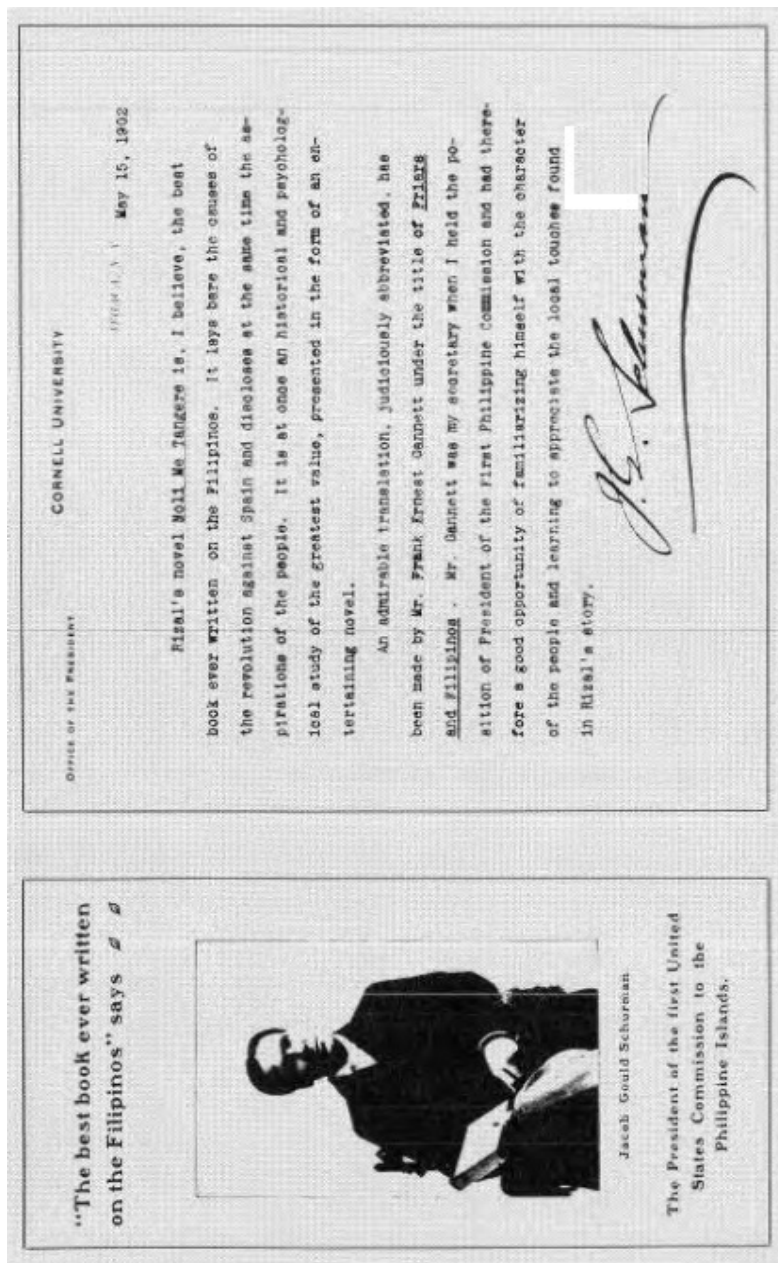 "The best book ever written
on the Filipinos" says
Jacob Gould Schurman
The President of the first United
States Commission to the
Philippine Islands.
CORNELL UNIVERSITY
OFFICE OF THE PRESIDENT
May 15, 1902
Rizal's novel Noli Me Tangere is, I believe, the best
book ever written on the Filipinos. It lays bare the causes of
the revolution against Spain and discloses at the same time the as-
pirations of the people. It is at once an historical and psycholog-
ical study of the greatest value, presented in the form of an en-
tertaining novel.
An admirable translation, judiciously abbreviated, has
been made by Mr. Frank Ernest Gannett under the title of Friars
and Filipinos . Mr. Gannett was my secretary when I held the po-
sition of President of the First Philippine Commission and had there-
fore a good opportunity of familiarizing himself with the character
of the people and learning to appreciate the local touches found
in Rizal's story.
J. G. Schurman